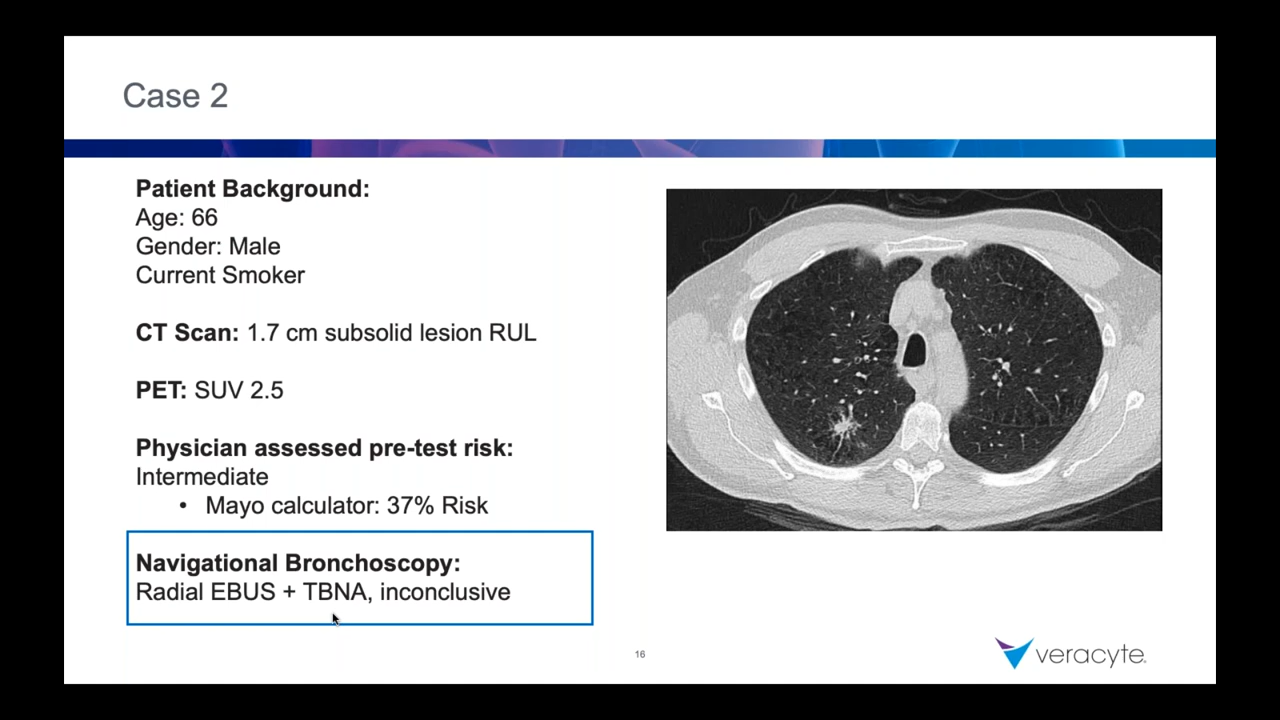 Case 2
Patient Background:
Age: 66
Gender: Male
Current Smoker
CT Scan: 1.7 cm subsolid lesion RUL
PET: SUV 2.5
Physician assessed pre-test risk:
Intermediate
• Mayo calculator: 37% Risk
Navigational Bronchoscopy:
Radial EBUS + TBNA, inconclusive
16
veracyte.